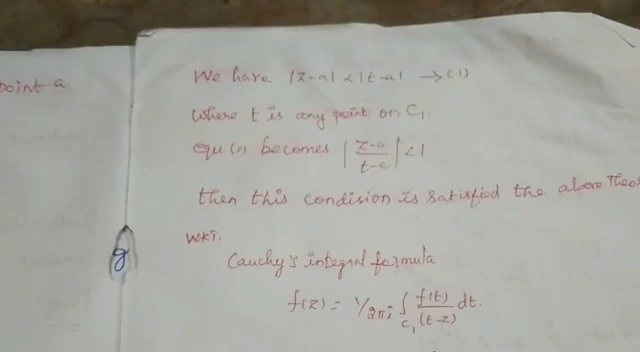 We have |z-a| < |t-a| → (1)
point a
where t is any point on C₁.
equ (1) becomes |z-a/t-a| < 1
then this condision is satisfied the above Theo
WKT.
Cauchy's integral formula
g
f(z) = 1/2πi ∫C₁ f(t)/(t-z) dt.